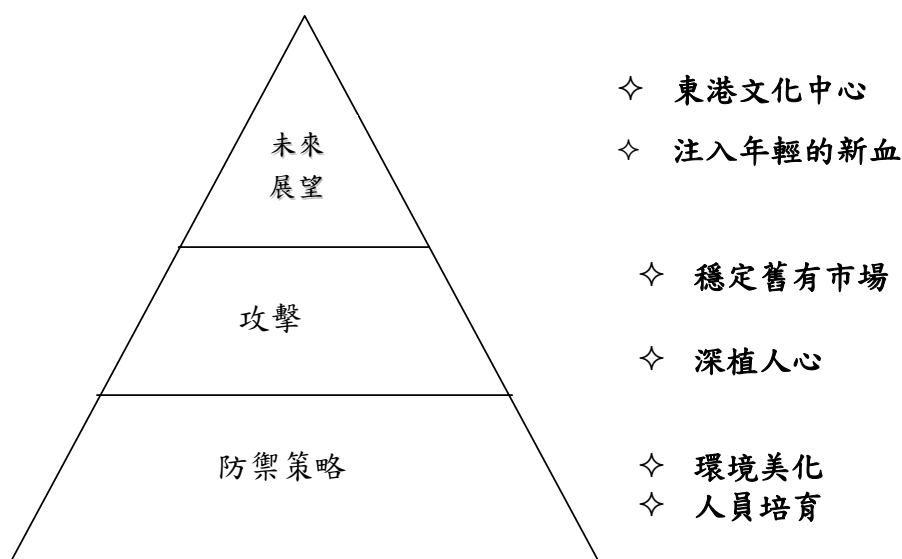 東港文化中心
注入年輕的新血
未來
展望
穩定舊有市場
攻擊
深植人心
防禦策略
環境美化
人員培育